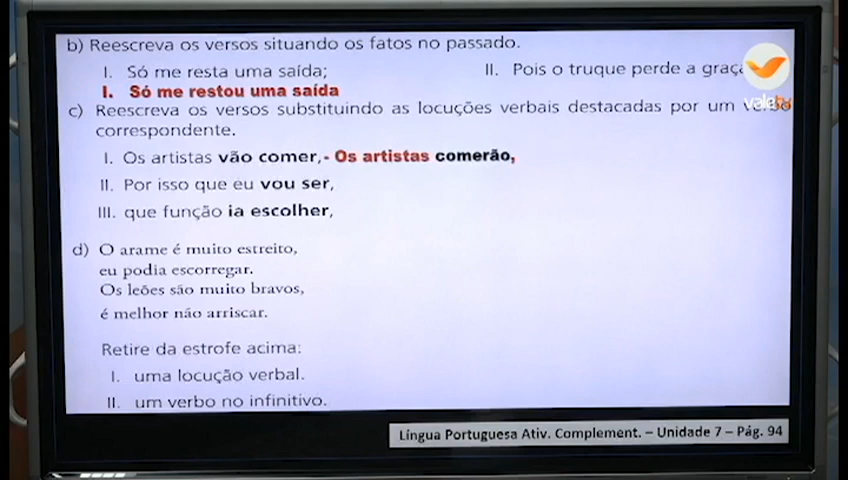 b) Reescreva os versos situando os fatos no passado.
I. Só me resta uma saída; II. Pois o truque perde a graça
I. Só me restou uma saída
c) Reescreva os versos substituindo as locuções verbais destacadas por um verbo
correspondente.
I. Os artistas vão comer,- Os artistas comerão,
II. Por isso que eu vou ser,
III. que função ia escolher,
d) O arame é muito estreito,
eu podia escorregar.
Os leões são muito bravos,
é melhor não arriscar.
Retire da estrofe acima:
I. uma locução verbal.
II. um verbo no infinitivo.
Língua Portuguesa Ativ. Complement. – Unidade 7 – Pág. 94
valetv